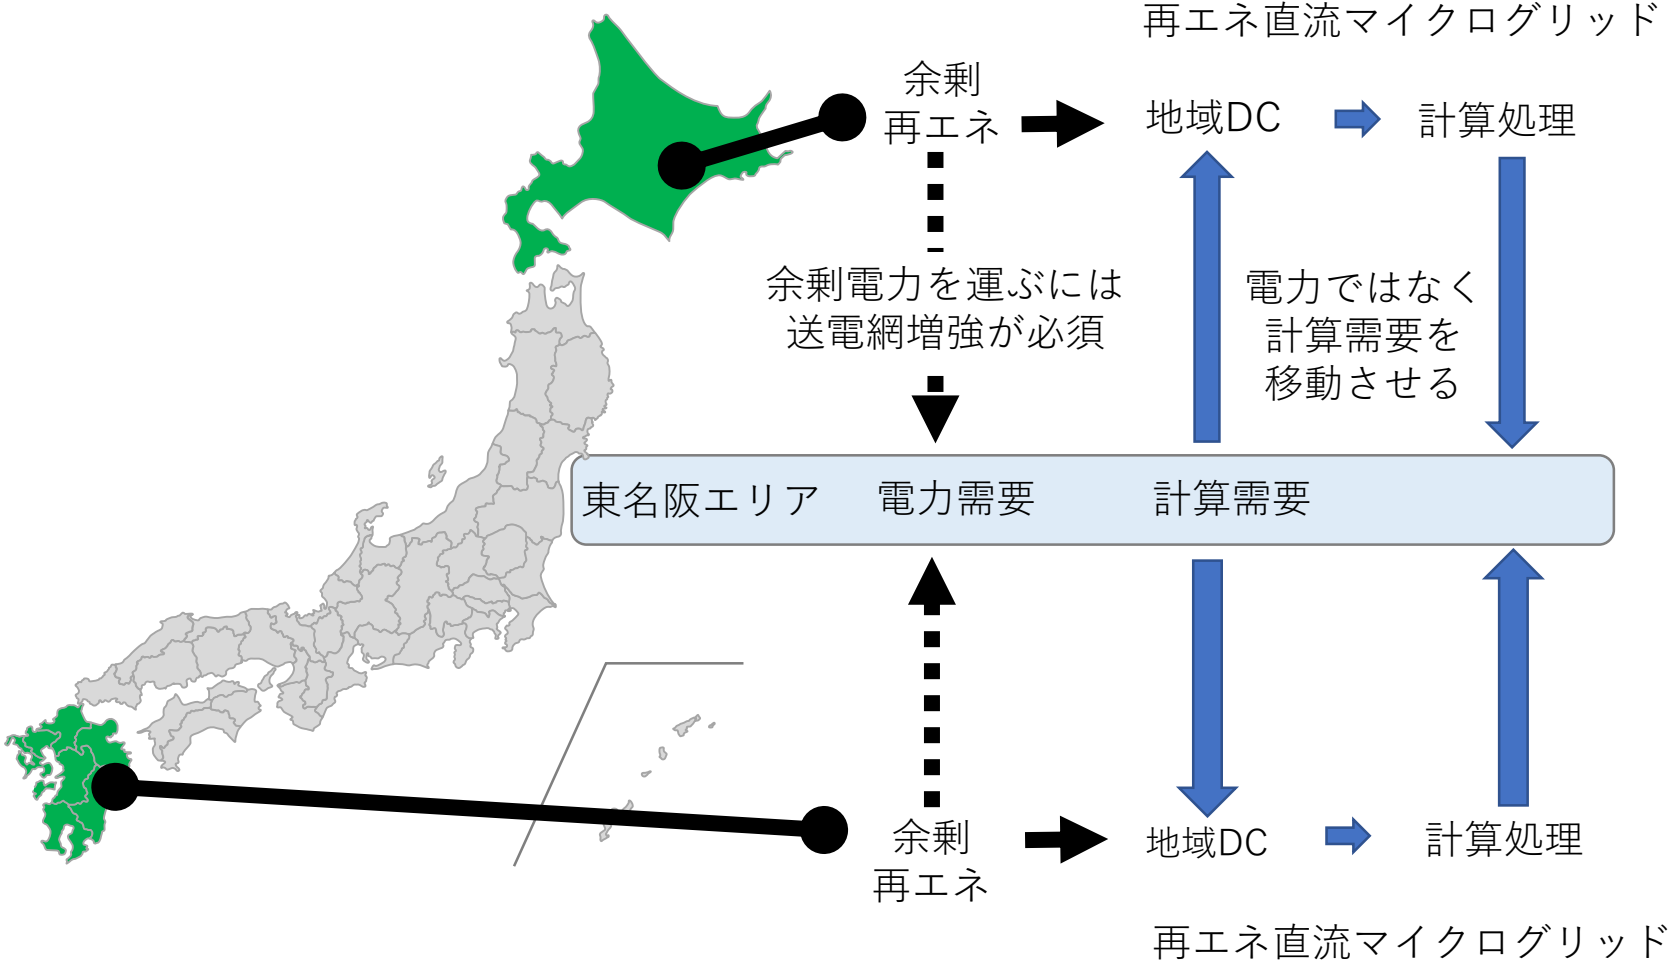 再エネ直流マイクログリッド
余剰
再エネ
地域DC
計算処理
余剰電力を運ぶには
送電網増強が必須
電力ではなく
計算需要を
移動させる
東名阪エリア
電力需要
計算需要
余剰
再エネ
地域DC
計算処理
再エネ直流マイクログリッド